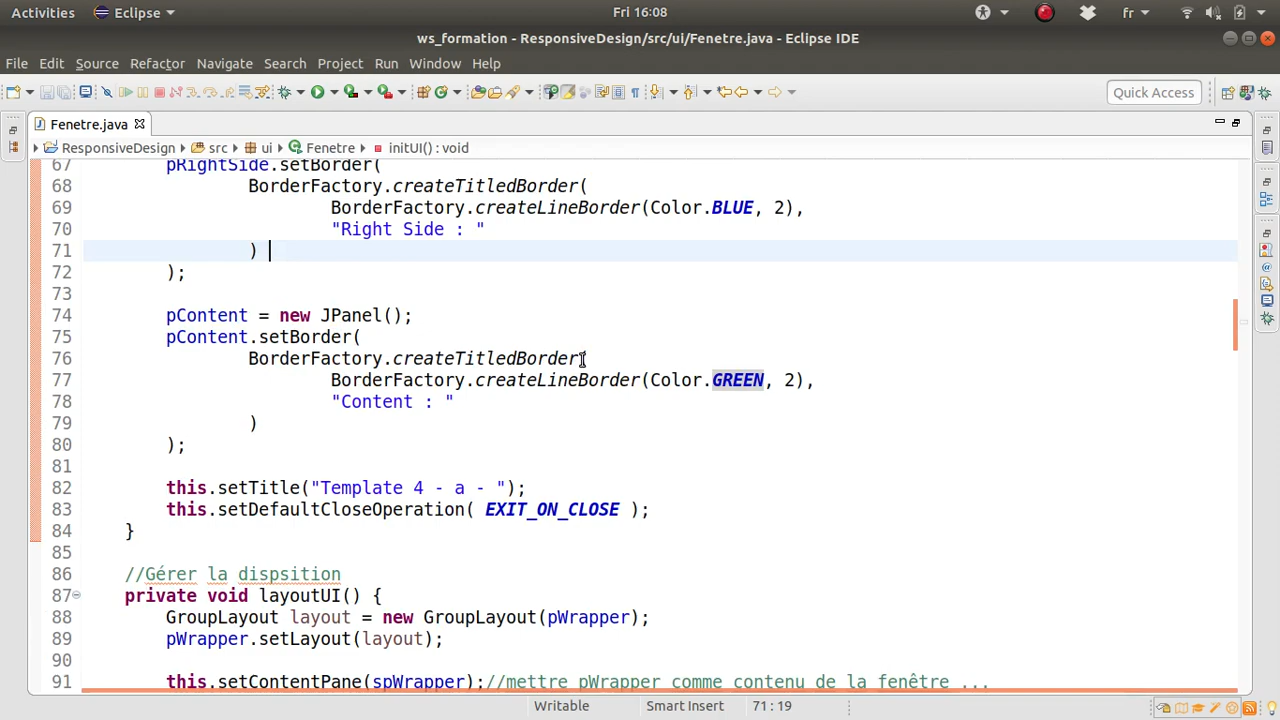 Activities Eclipse Fri 16:08 fr
ws_formation - ResponsiveDesign/src/ui/Fenetre.java - Eclipse IDE
File Edit Source Refactor Navigate Search Project Run Window Help
Quick Access
Fenetre.java
ResponsiveDesign src ui Fenetre initUI() : void
67 pRightSide.setBorder(
68 BorderFactory.createTitledBorder(
69 BorderFactory.createLineBorder(Color.BLUE, 2),
70 "Right Side : "
71 )
72 );
73
74 pContent = new JPanel();
75 pContent.setBorder(
76 BorderFactory.createTitledBorder(
77 BorderFactory.createLineBorder(Color.GREEN, 2),
78 "Content : "
79 )
80 );
81
82 this.setTitle("Template 4 - a - ");
83 this.setDefaultCloseOperation( EXIT_ON_CLOSE );
84 }
85
86 //Gérer la dispsition
87 private void layoutUI() {
88 GroupLayout layout = new GroupLayout(pWrapper);
89 pWrapper.setLayout(layout);
90
91 this.setContentPane(spWrapper);//mettre pWrapper comme contenu de la fenêtre ...
Writable Smart Insert 71 : 19